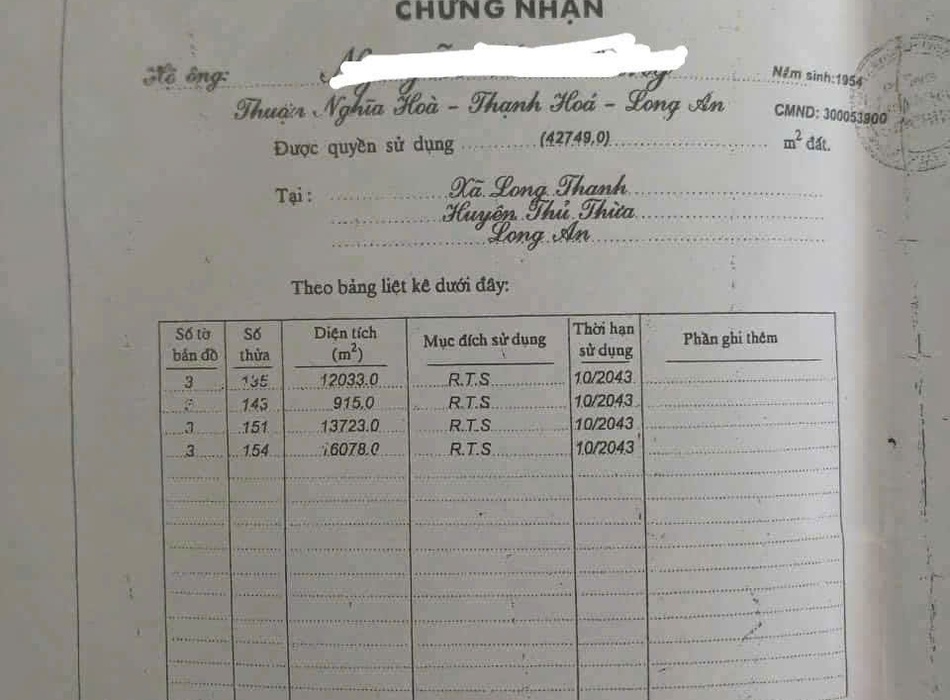 CHỨNG NHẬN
Hộ ông: Năm sinh:1954
Thuận Nghĩa Hoà - Thạnh Hoá - Long An CMND: 300053900
Được quyền sử dụng (42749,0) m² đất.
Tại: Xã Long Thạnh
Huyện Thủ Thừa
Long An
Theo bảng liệt kê dưới đây:
Số tờ bản đồ Số thửa Diện tích (m²) Mục đích sử dụng Thời hạn sử dụng Phần ghi thêm
3 135 12033.0 R.T.S 10/2043
145 915.0 R.T.S 10/2043
3 151 13723.0 R.T.S 10/2043
3 154 16078.0 R.T.S 10/2043